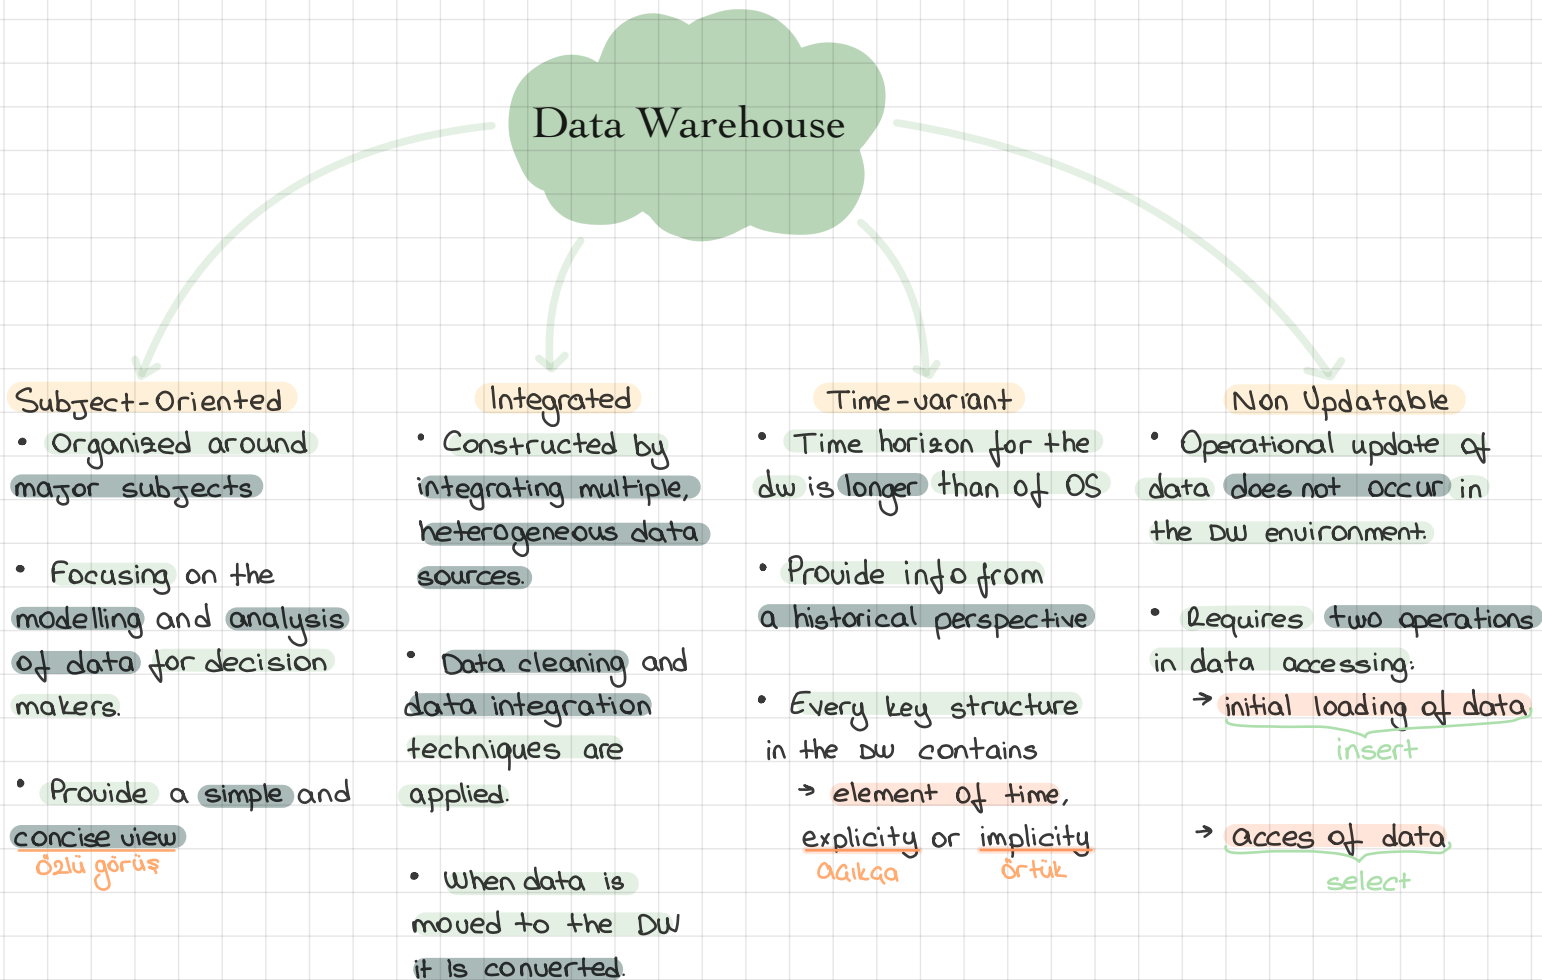 Data Warehouse
Subject-Oriented
• Organized around
major subjects
• Focusing on the
modelling and analysis
of data for decision
makers.
• Provide a simple and
concise view
özlü görüş
Integrated
• Constructed by
integrating multiple,
heterogeneous data
sources.
• Data cleaning and
data integration
techniques are
applied.
• When data is
moved to the DW
it is converted.
Time-variant
• Time horizon for the
dw is longer than of OS
• Provide info from
a historical perspective
• Every key structure
in the DW contains
→ element of time,
explicity or implicity
açıkça örtük
Non Updatable
• Operational update of
data does not occur in
the DW environment.
• Requires two operations
in data accessing:
→ initial loading of data
insert
→ acces of data
select